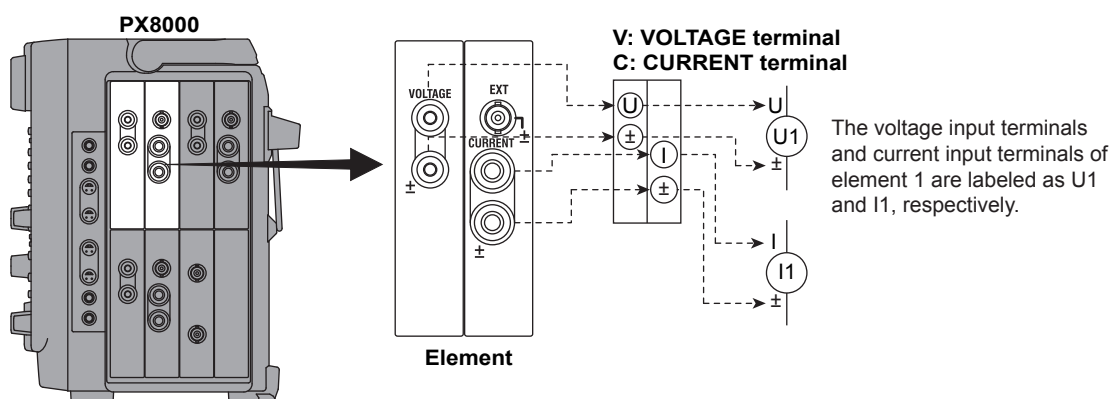 PX8000
V: VOLTAGE terminal
C: CURRENT terminal
VOLTAGE
EXT
±
CURRENT
±
±
U
±
I
±
U
U1
±
I
I1
±
The voltage input terminals
and current input terminals of
element 1 are labeled as U1
and I1, respectively.
Element